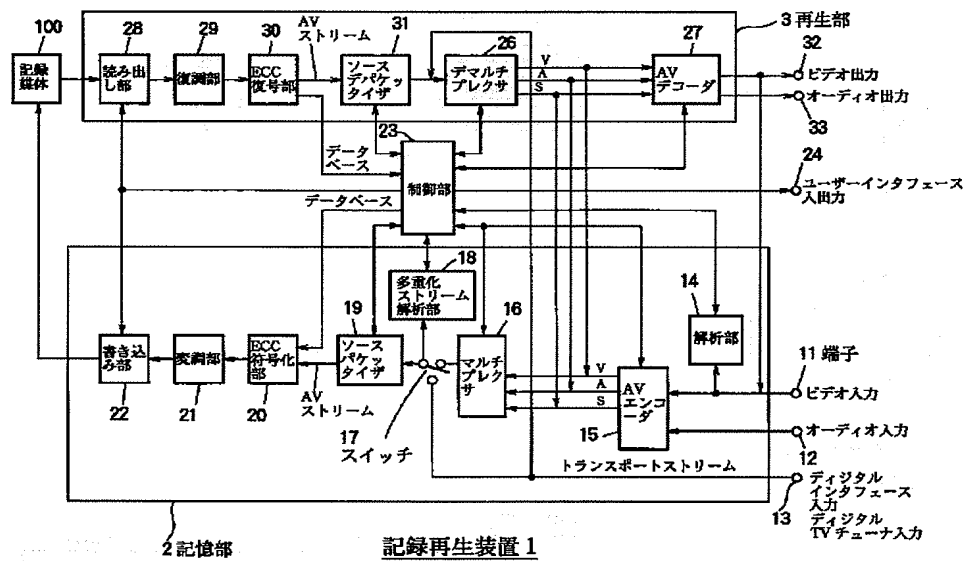 3 再生部
100
28
29
30
AV
ストリーム
31
26
27
32
記録
媒体
読み出
し部
復調部
ECC
復号部
ソース
デパケッ
タイザ
デマルチ
プレクサ
V
A
S
AV
デコーダ
ビデオ出力
オーディオ出力
33
23
データ
ベース
制御部
24
データベース
ユーザーインタフェース
入出力
18
多重化
ストリーム
解析部
14
解析部
19
16
書き込
み部
変調部
ECC
符号化
部
ソース
パケッ
タイザ
マルチ
プレク
サ
V
A
S
AV
エンコ
ーダ
11 端子
ビデオ入力
22
21
20
AV
ストリーム
17
スイッチ
15
オーディオ入力
12
トランスポートストリーム
13
ディジタル
インタフェース
入力
ディジタル
TVチューナ入力
2 記憶部
記録再生装置1